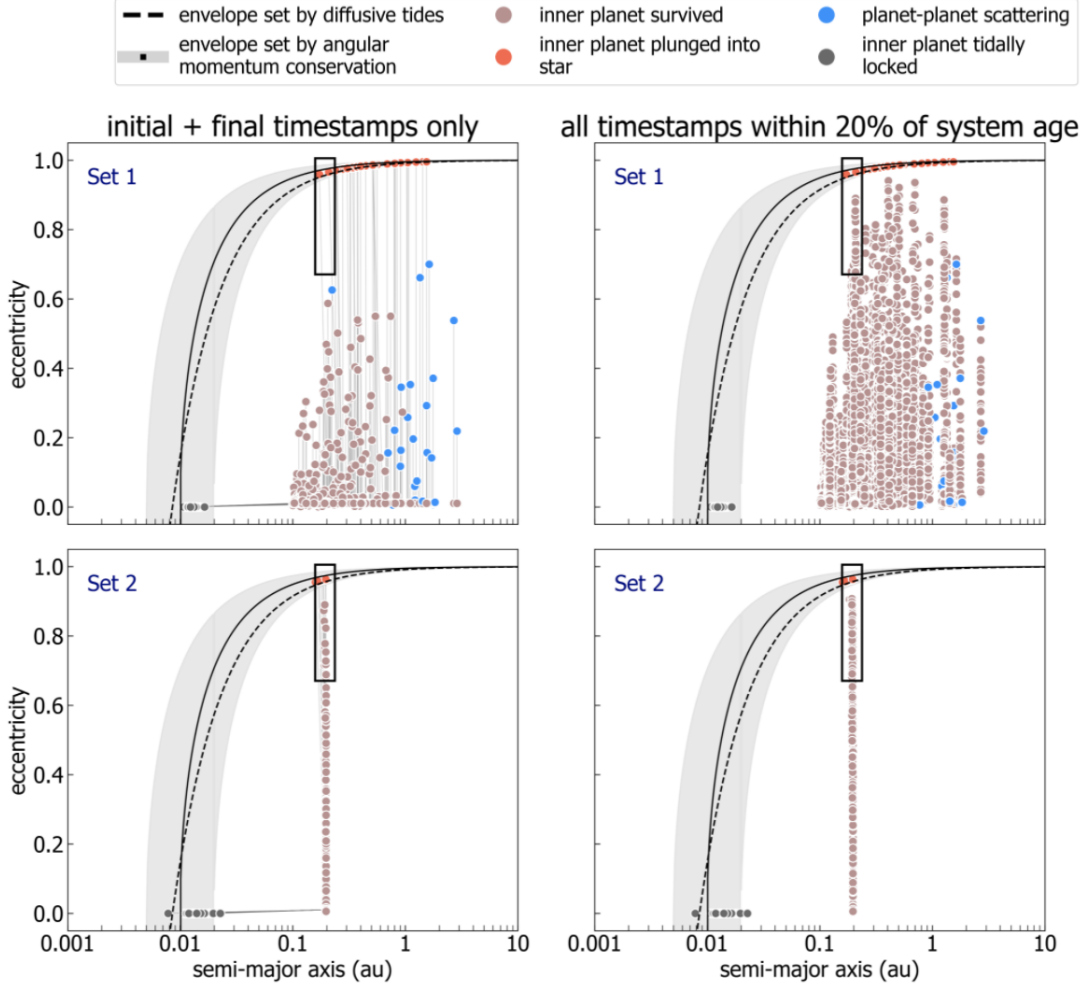 envelope set by diffusive tides
envelope set by angular
momentum conservation
inner planet survived
inner planet plunged into
star
planet-planet scattering
inner planet tidally
locked
initial + final timestamps only
all timestamps within 20% of system age
Set 1
Set 1
1.0
0.8
0.6
0.4
0.2
0.0
eccentricity
Set 2
Set 2
1.0
0.8
0.6
0.4
0.2
0.0
eccentricity
0.001 0.01 0.1 1 10
0.001 0.01 0.1 1 10
semi-major axis (au)
semi-major axis (au)